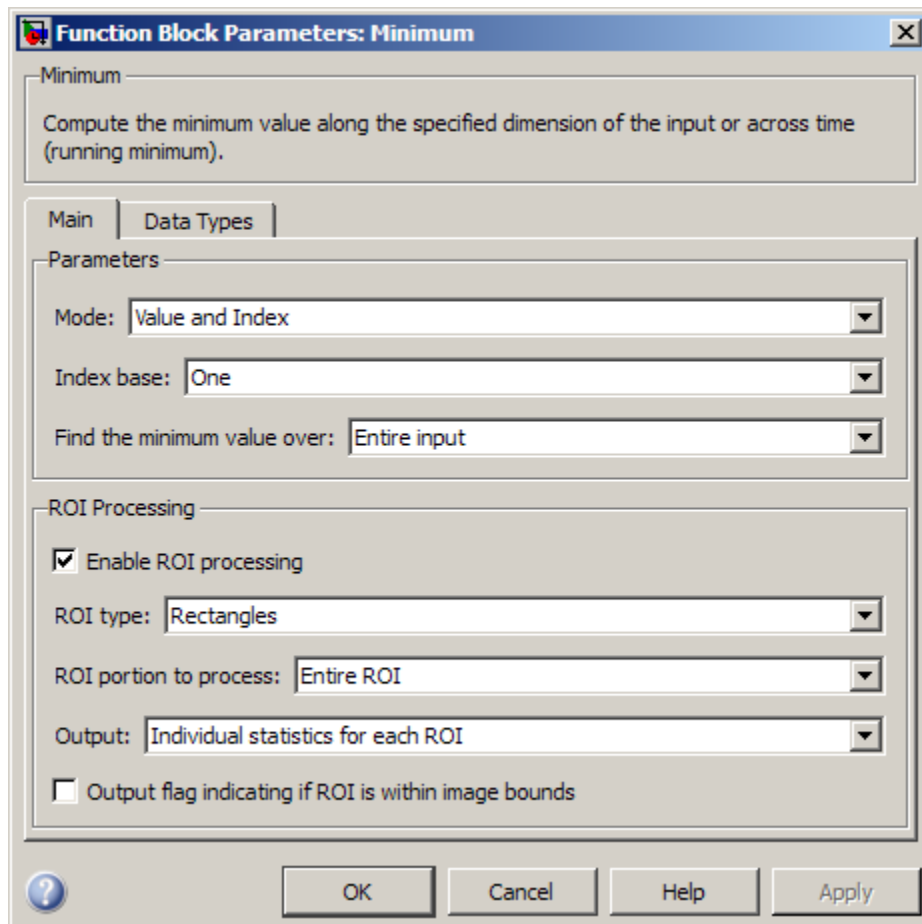 Function Block Parameters: Minimum
Minimum
Compute the minimum value along the specified dimension of the input or across time
(running minimum).
Main
Data Types
Parameters
Mode: Value and Index
Index base: One
Find the minimum value over: Entire input
ROI Processing
Enable ROI processing
ROI type: Rectangles
ROI portion to process: Entire ROI
Output: Individual statistics for each ROI
Output flag indicating if ROI is within image bounds
?
OK
Cancel
Help
Apply